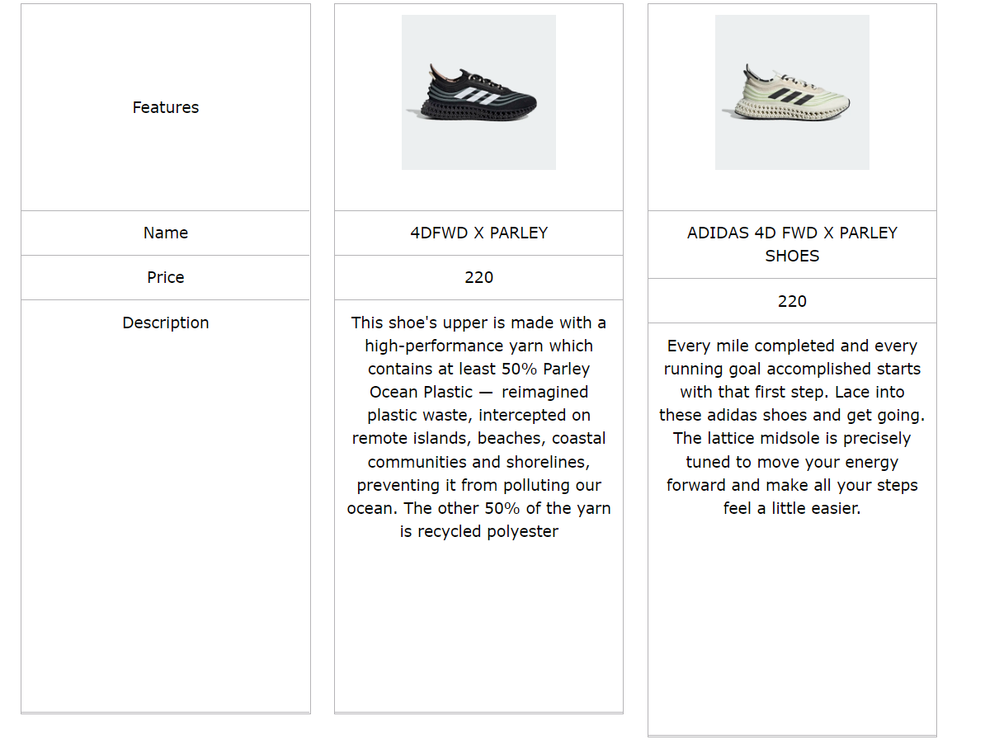 Features
Name
4DFWD X PARLEY
ADIDAS 4D FWD X PARLEY
SHOES
Price
220
220
Description
This shoe's upper is made with a
high-performance yarn which
contains at least 50% Parley
Ocean Plastic — reimagined
plastic waste, intercepted on
remote islands, beaches, coastal
communities and shorelines,
preventing it from polluting our
ocean. The other 50% of the yarn
is recycled polyester
Every mile completed and every
running goal accomplished starts
with that first step. Lace into
these adidas shoes and get going.
The lattice midsole is precisely
tuned to move your energy
forward and make all your steps
feel a little easier.